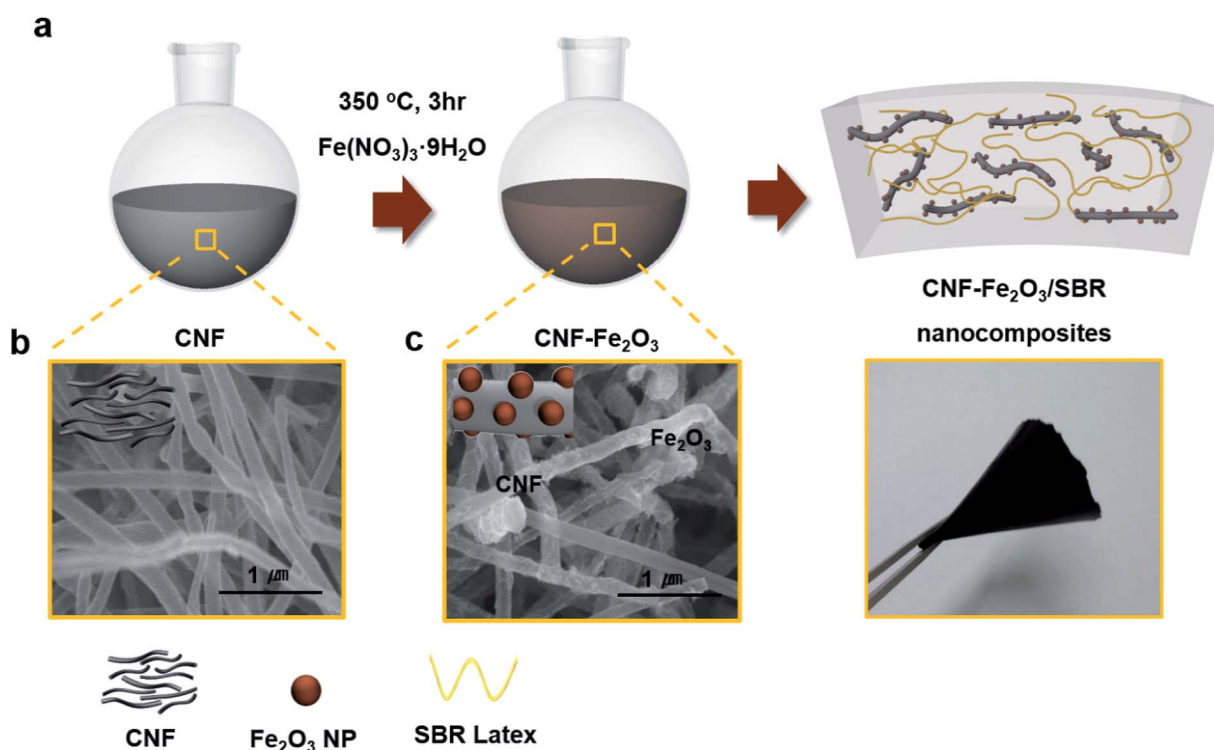 a
350 ºC, 3hr
Fe(NO₃)₃·9H₂O
CNF-Fe₂O₃/SBR
nanocomposites
b
CNF
c
CNF-Fe₂O₃
1 ㎛
Fe₂O₃
CNF
1 ㎛
CNF
Fe₂O₃ NP
SBR Latex